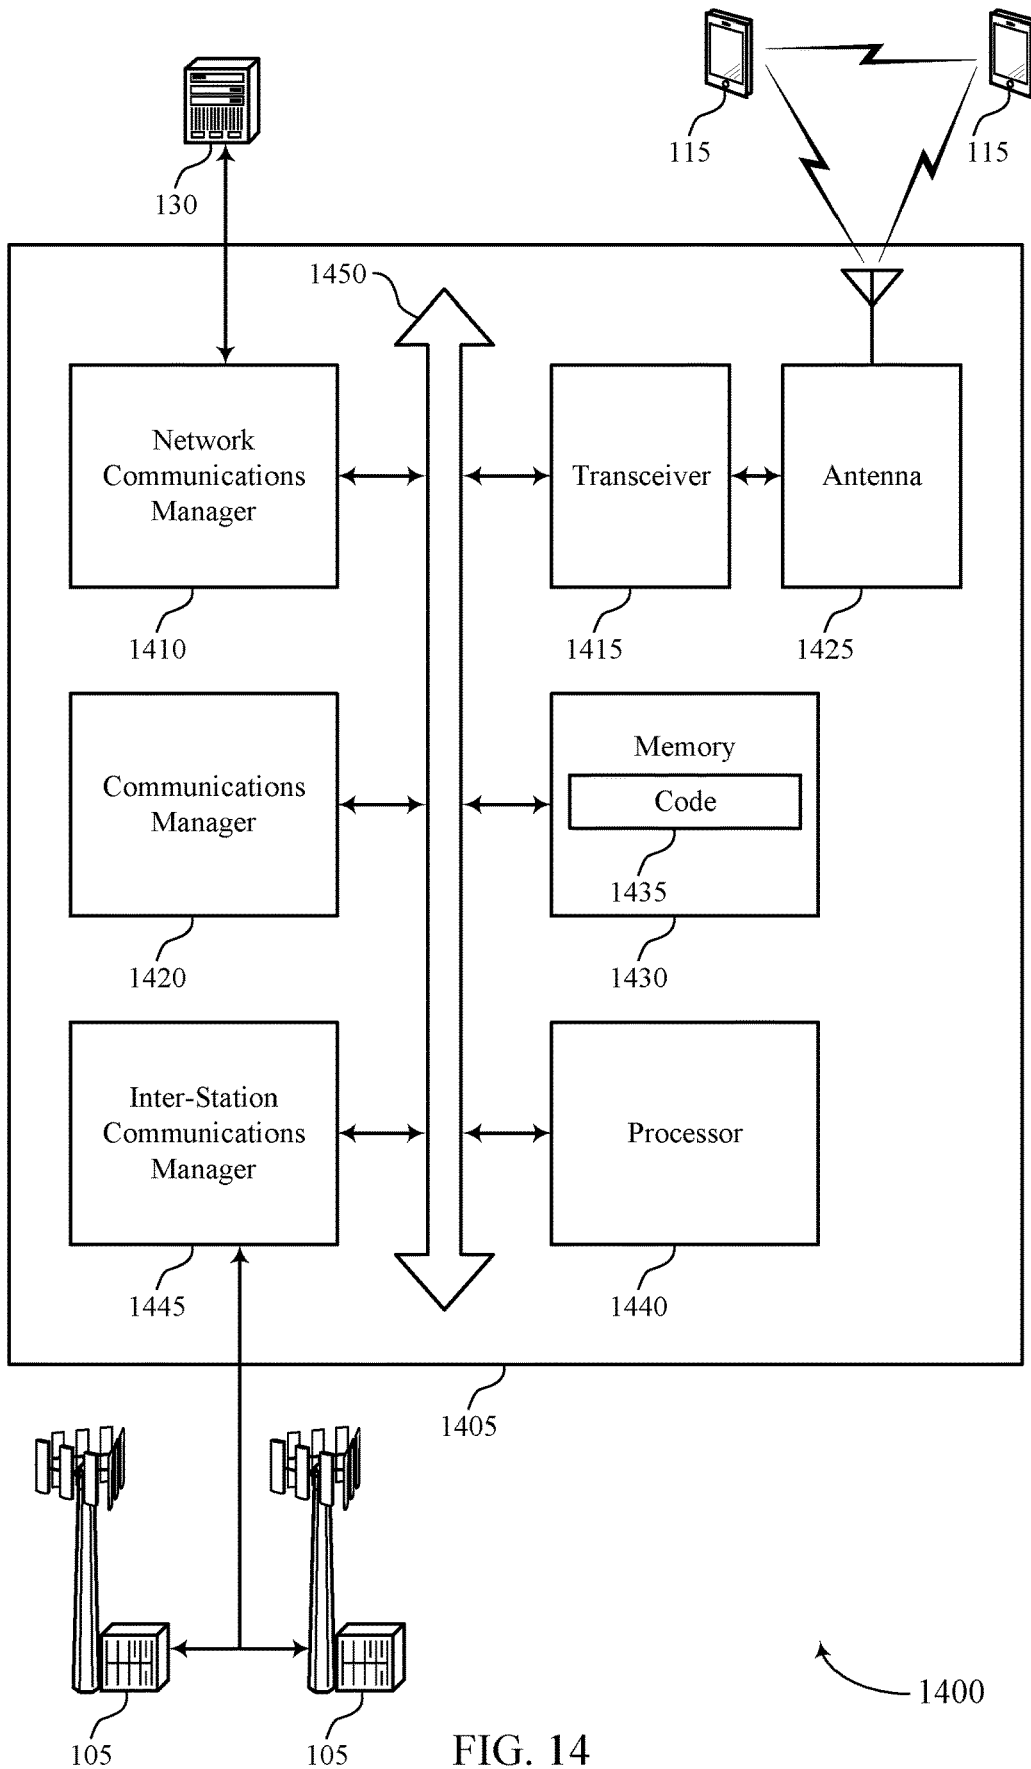 115
115
130
1450
Network
Communications
Manager
Transceiver
Antenna
1410
1415
1425
Communications
Manager
Memory
Code
1435
1420
1430
Inter-Station
Communications
Manager
Processor
1445
1440
1405
1400
105
105
FIG. 14